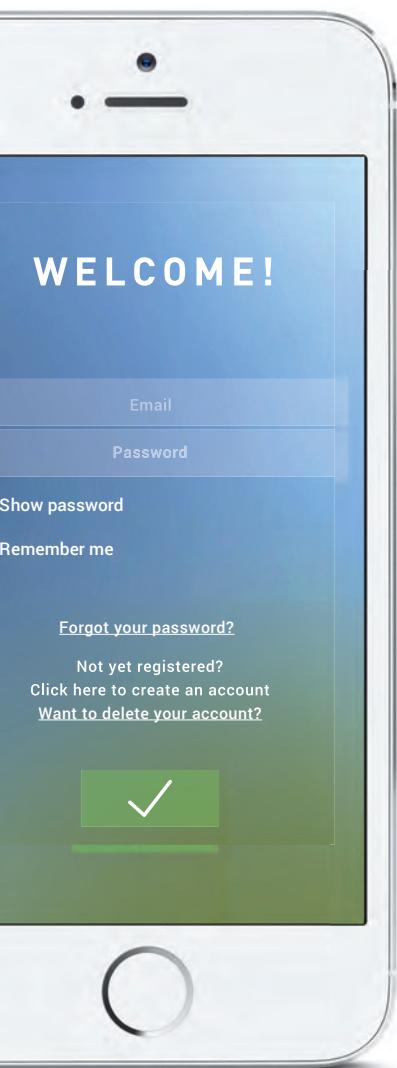 WELCOME!
Email
Password
Show password
Remember me
Forgot your password?
Not yet registered?
Click here to create an account
Want to delete your account?